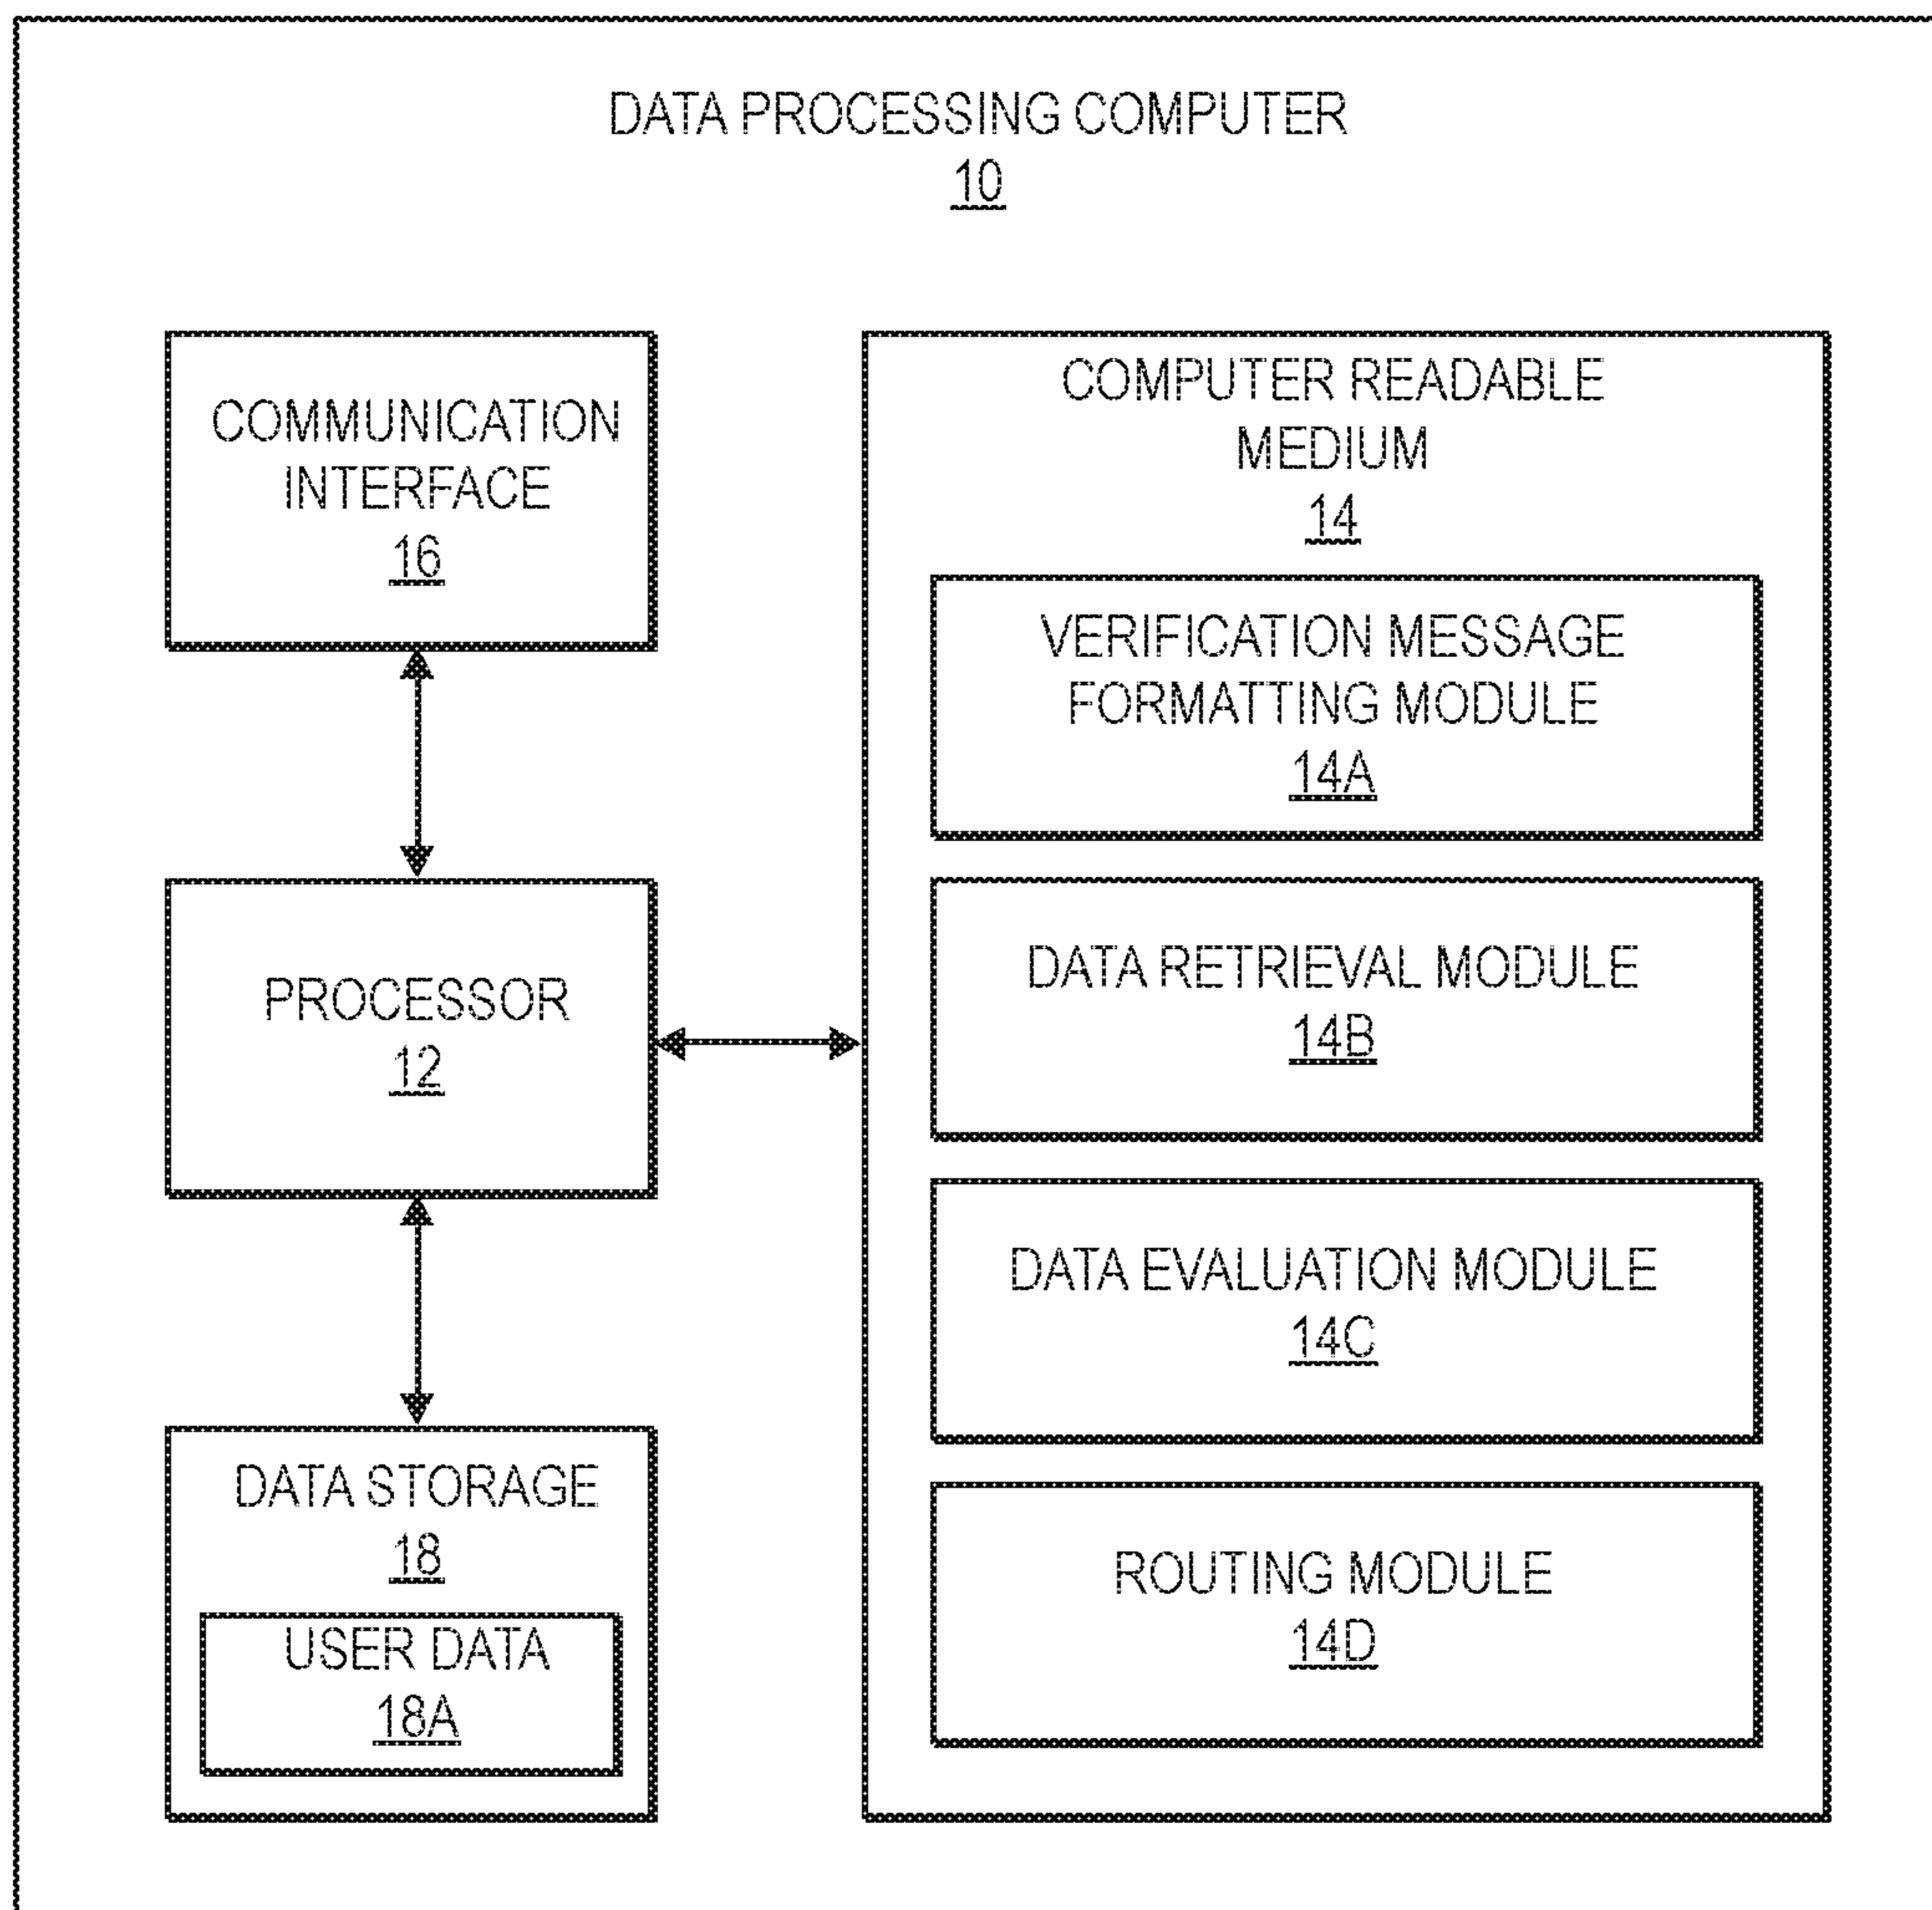 DATA PROCESSING COMPUTER
10
COMMUNICATION
INTERFACE
16
PROCESSOR
12
DATA STORAGE
18
USER DATA
18A
COMPUTER READABLE
MEDIUM
14
VERIFICATION MESSAGE
FORMATTING MODULE
14A
DATA RETRIEVAL MODULE
14B
DATA EVALUATION MODULE
14C
ROUTING MODULE
14D